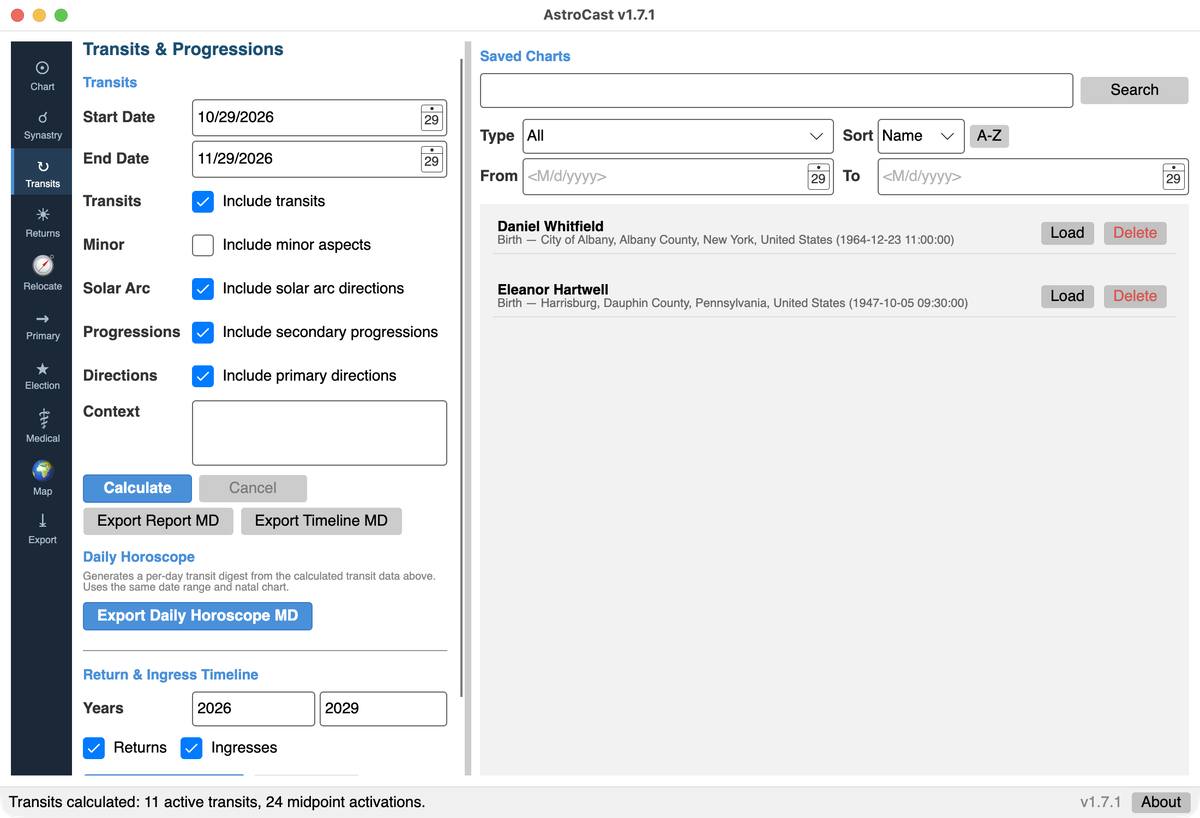 AstroCast v1.7.1
Chart
Synastry
Transits
Returns
Relocate
Primary
Election
Medical
Map
Export
Transits & Progressions
Transits
Start Date 10/29/2026 29
End Date 11/29/2026 29
Transits Include transits
Minor Include minor aspects
Solar Arc Include solar arc directions
Progressions Include secondary progressions
Directions Include primary directions
Context
Calculate Cancel
Export Report MD Export Timeline MD
Daily Horoscope
Generates a per-day transit digest from the calculated transit data above.
Uses the same date range and natal chart.
Export Daily Horoscope MD
Return & Ingress Timeline
Years 2026 2029
Returns Ingresses
Saved Charts
Search
Type All Sort Name A-Z
From <M/d/yyyy> 29 To <M/d/yyyy> 29
Daniel Whitfield
Birth — City of Albany, Albany County, New York, United States (1964-12-23 11:00:00)
Load Delete
Eleanor Hartwell
Birth — Harrisburg, Dauphin County, Pennsylvania, United States (1947-10-05 09:30:00)
Load Delete
Transits calculated: 11 active transits, 24 midpoint activations.
v1.7.1 About